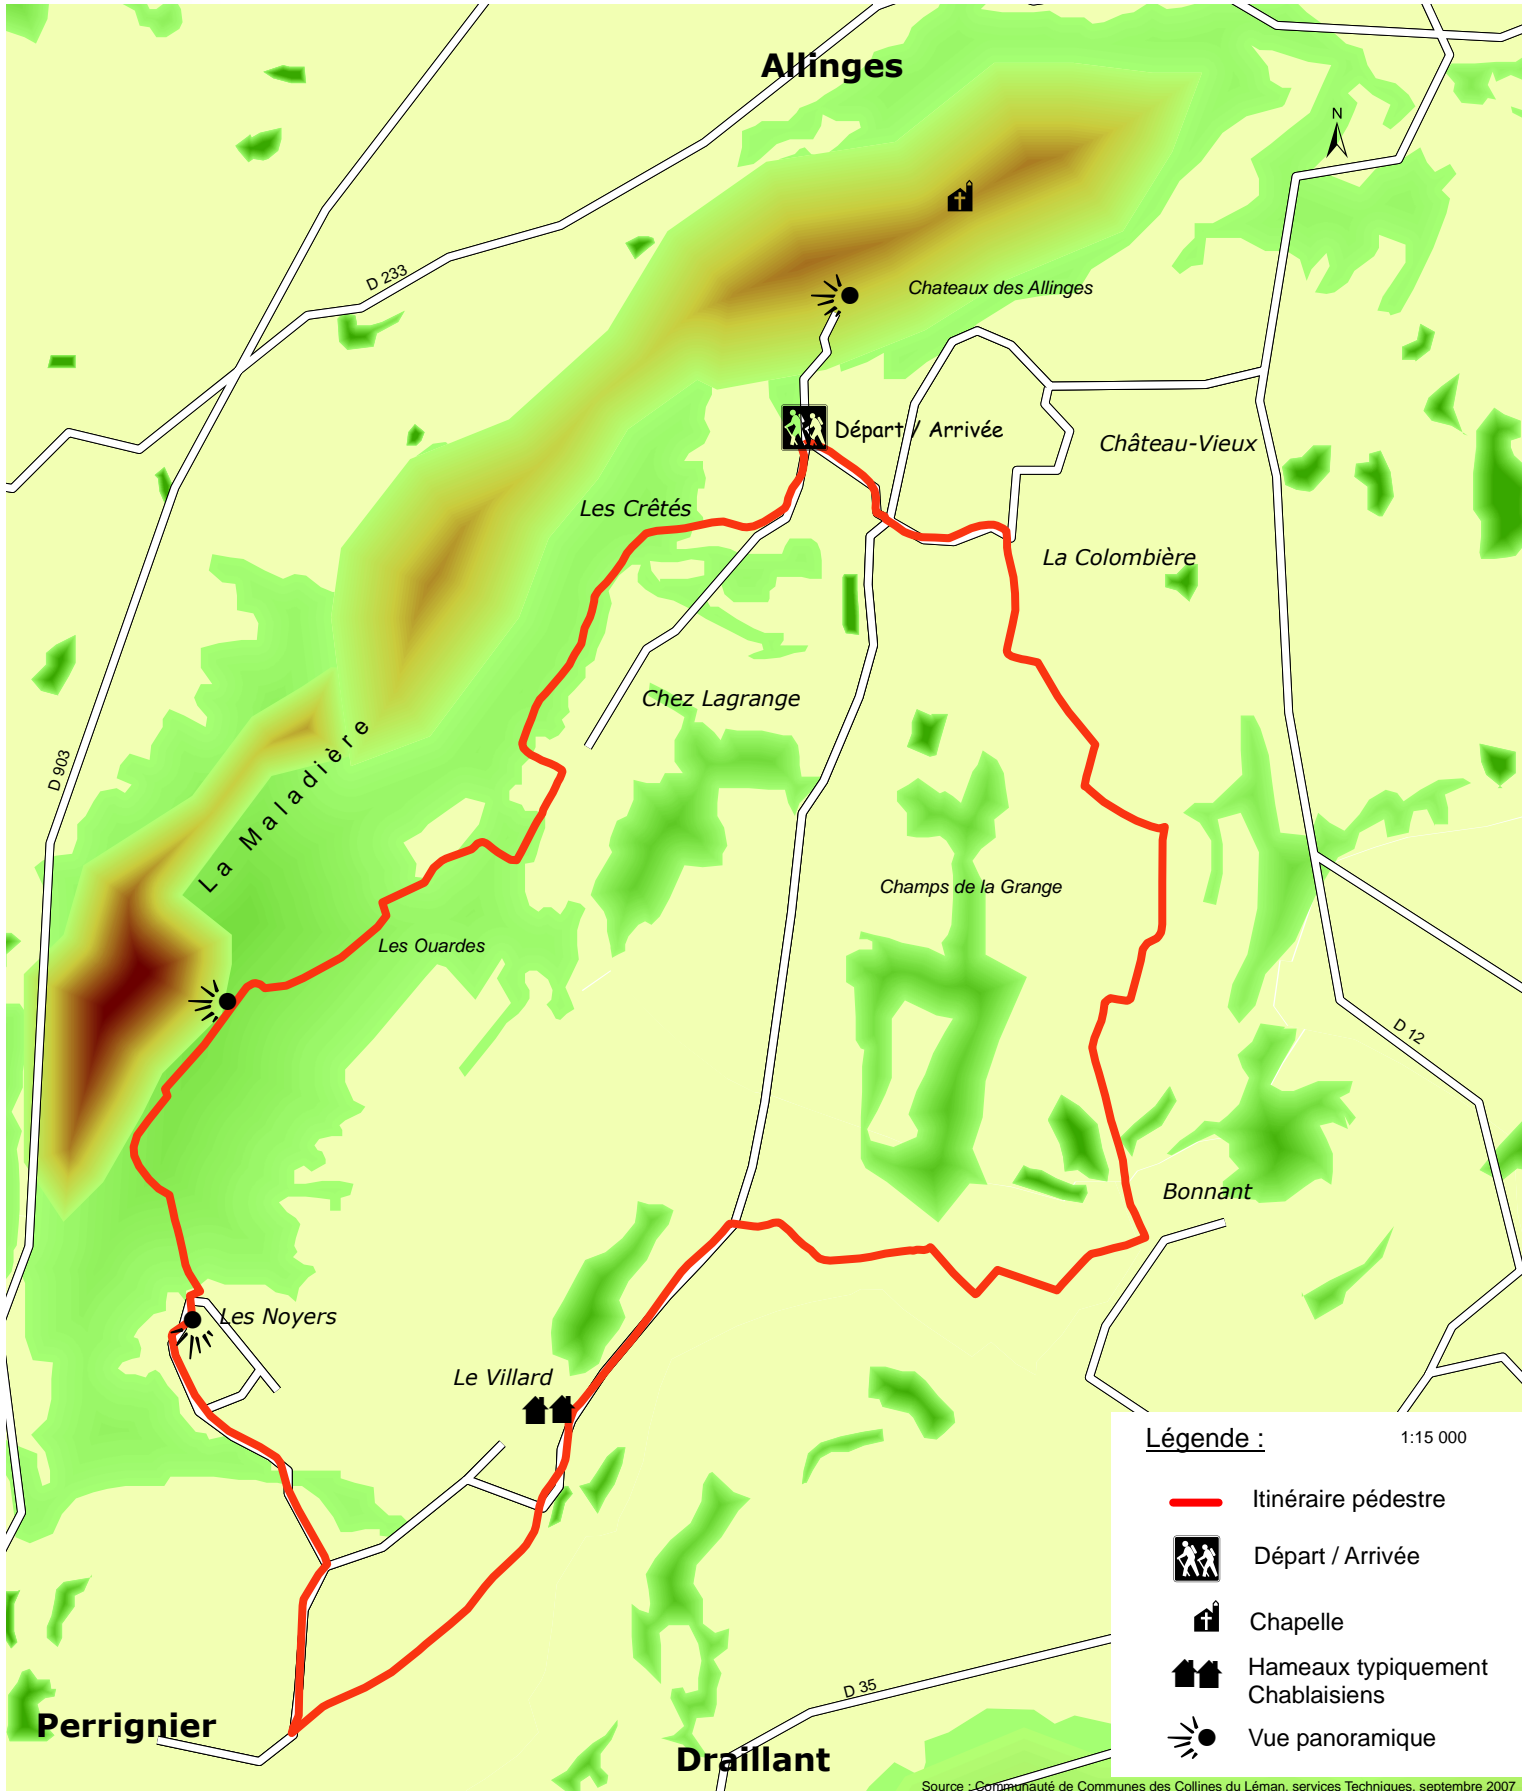 Allinges
N
D 233
Chateaux des Allinges
Départ / Arrivée
Château-Vieux
Les Crêtés
La Colombière
Chez Lagrange
La Maladière
D 903
Champs de la Grange
Les Ouardes
D 12
Bonnant
Les Noyers
Le Villard
Légende :
1:15 000
Itinéraire pédestre
Départ / Arrivée
Chapelle
Hameaux typiquement
Chablaisiens
Vue panoramique
D 35
Perrignier
Draillant
Source : Communauté de Communes des Collines du Léman, services Techniques, septembre 2007